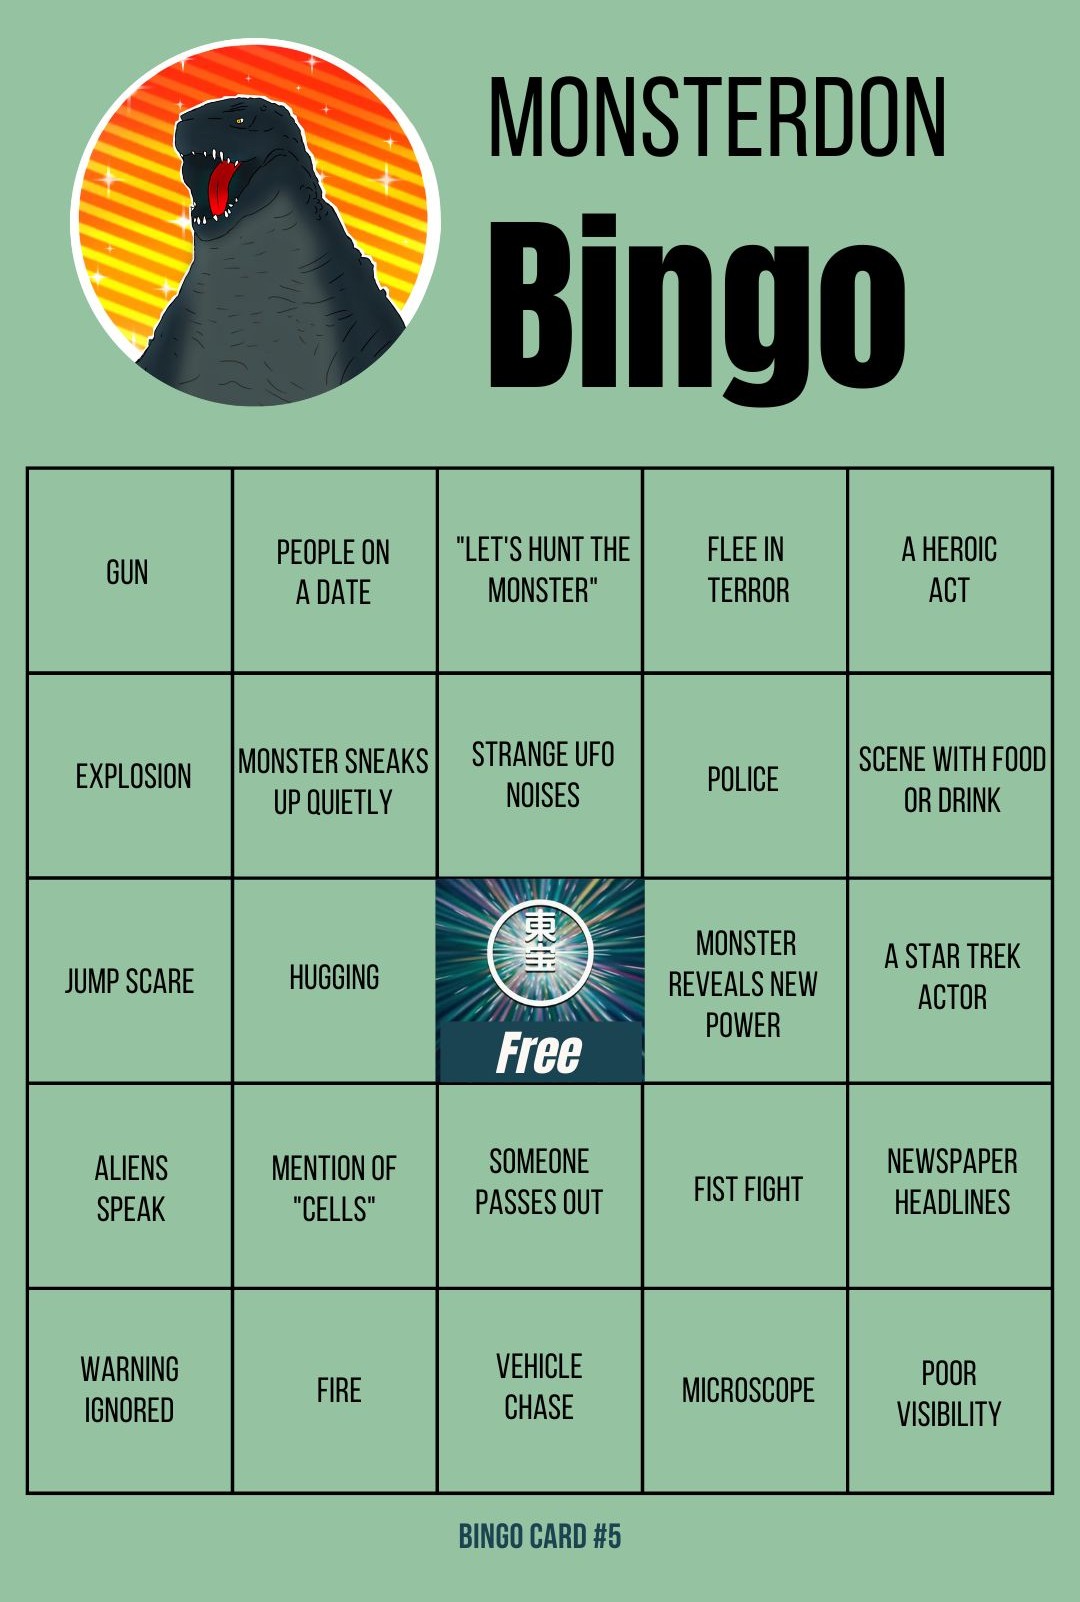 MONSTERDON
Bingo
GUN
PEOPLE ON
A DATE
"LET'S HUNT THE
MONSTER"
FLEE IN
TERROR
A HEROIC
ACT
EXPLOSION
MONSTER SNEAKS
UP QUIETLY
STRANGE UFO
NOISES
POLICE
SCENE WITH FOOD
OR DRINK
JUMP SCARE
HUGGING
東
宝
Free
MONSTER
REVEALS NEW
POWER
A STAR TREK
ACTOR
ALIENS
SPEAK
MENTION OF
"CELLS"
SOMEONE
PASSES OUT
FIST FIGHT
NEWSPAPER
HEADLINES
WARNING
IGNORED
FIRE
VEHICLE
CHASE
MICROSCOPE
POOR
VISIBILITY
BINGO CARD #5